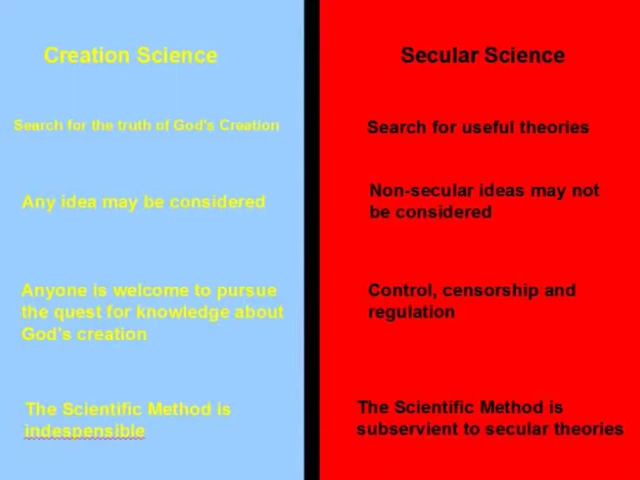 Creation Science
Search for the truth of God's Creation
Any idea may be considered
Anyone is welcome to pursue
the quest for knowledge about
God's creation
The Scientific Method is
indespensible
Secular Science
Search for useful theories
Non-secular ideas may not
be considered
Control, censorship and
regulation
The Scientific Method is
subservient to secular theories